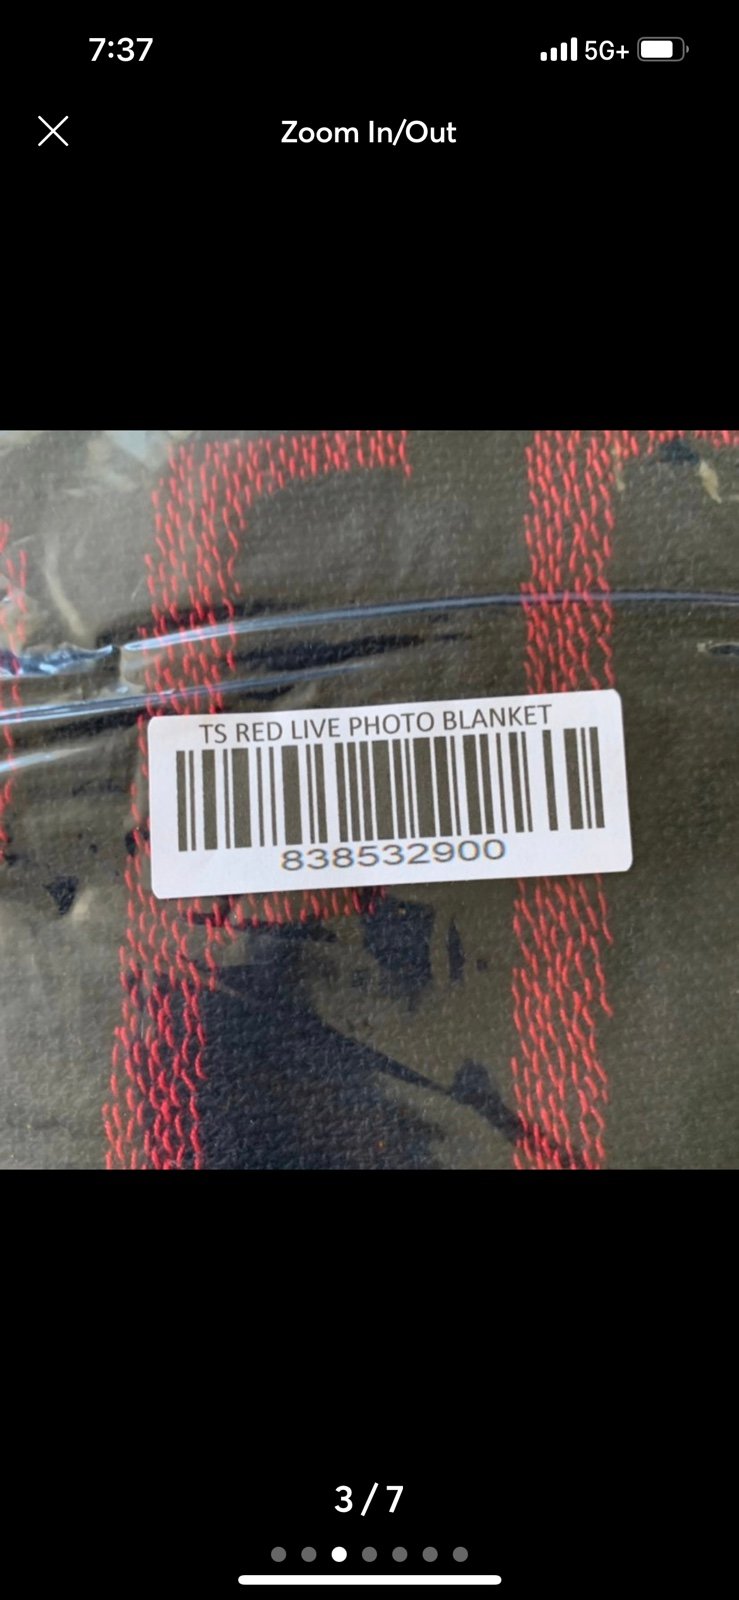 7:37
5G+
Zoom In/Out
TS RED LIVE PHOTO BLANKET
838532900
3 / 7